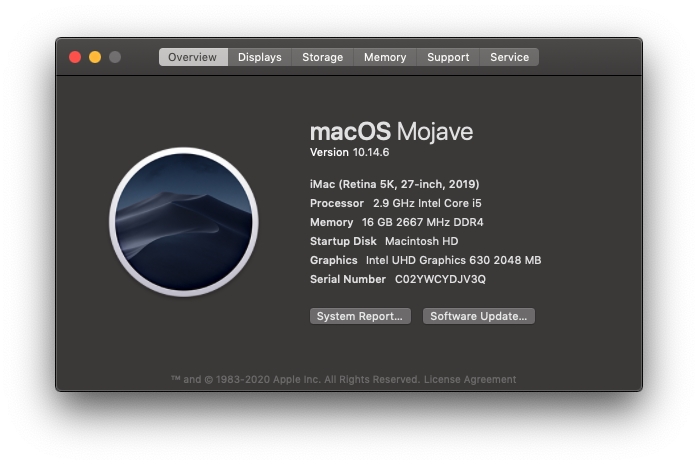 Overview Displays Storage Memory Support Service
macOS Mojave
Version 10.14.6
iMac (Retina 5K, 27-inch, 2019)
Processor 2.9 GHz Intel Core i5
Memory 16 GB 2667 MHz DDR4
Startup Disk Macintosh HD
Graphics Intel UHD Graphics 630 2048 MB
Serial Number C02YWCYDJV3Q
System Report... Software Update...
™ and © 1983-2020 Apple Inc. All Rights Reserved. License Agreement